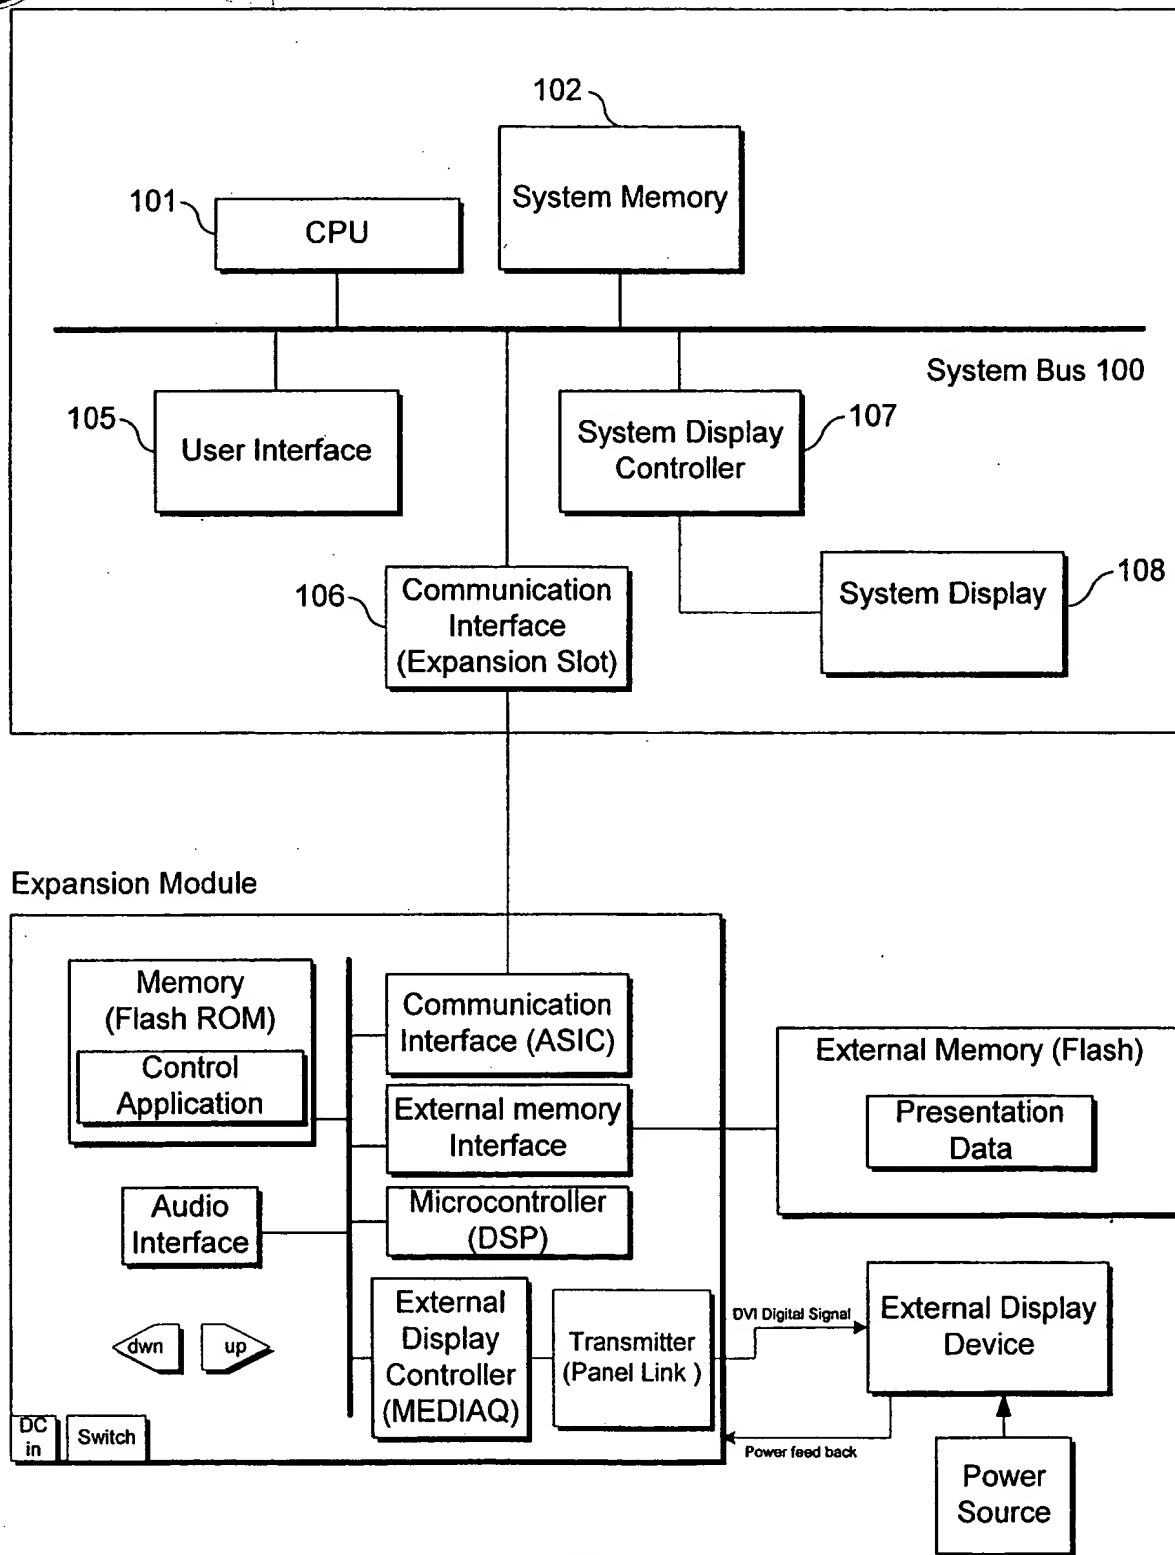 102
System Memory
101
CPU
System Bus 100
105
User Interface
107
System Display
Controller
106
Communication
Interface
(Expansion Slot)
System Display
108
Expansion Module
Memory
(Flash ROM)
Control
Application
Communication
Interface (ASIC)
External memory
Interface
External Memory (Flash)
Presentation
Data
Audio
Interface
Microcontroller
(DSP)
dwn
up
External
Display
Controller
(MEDIAQ)
Transmitter
(Panel Link )
DVI Digital Signal
External Display
Device
DC
in
Switch
Power feed back
Power
Source